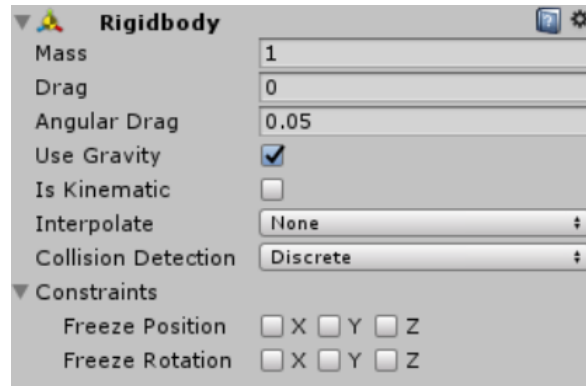 Rigidbody
Mass 1
Drag 0
Angular Drag 0.05
Use Gravity
Is Kinematic
Interpolate None
Collision Detection Discrete
Constraints
Freeze Position X Y Z
Freeze Rotation X Y Z